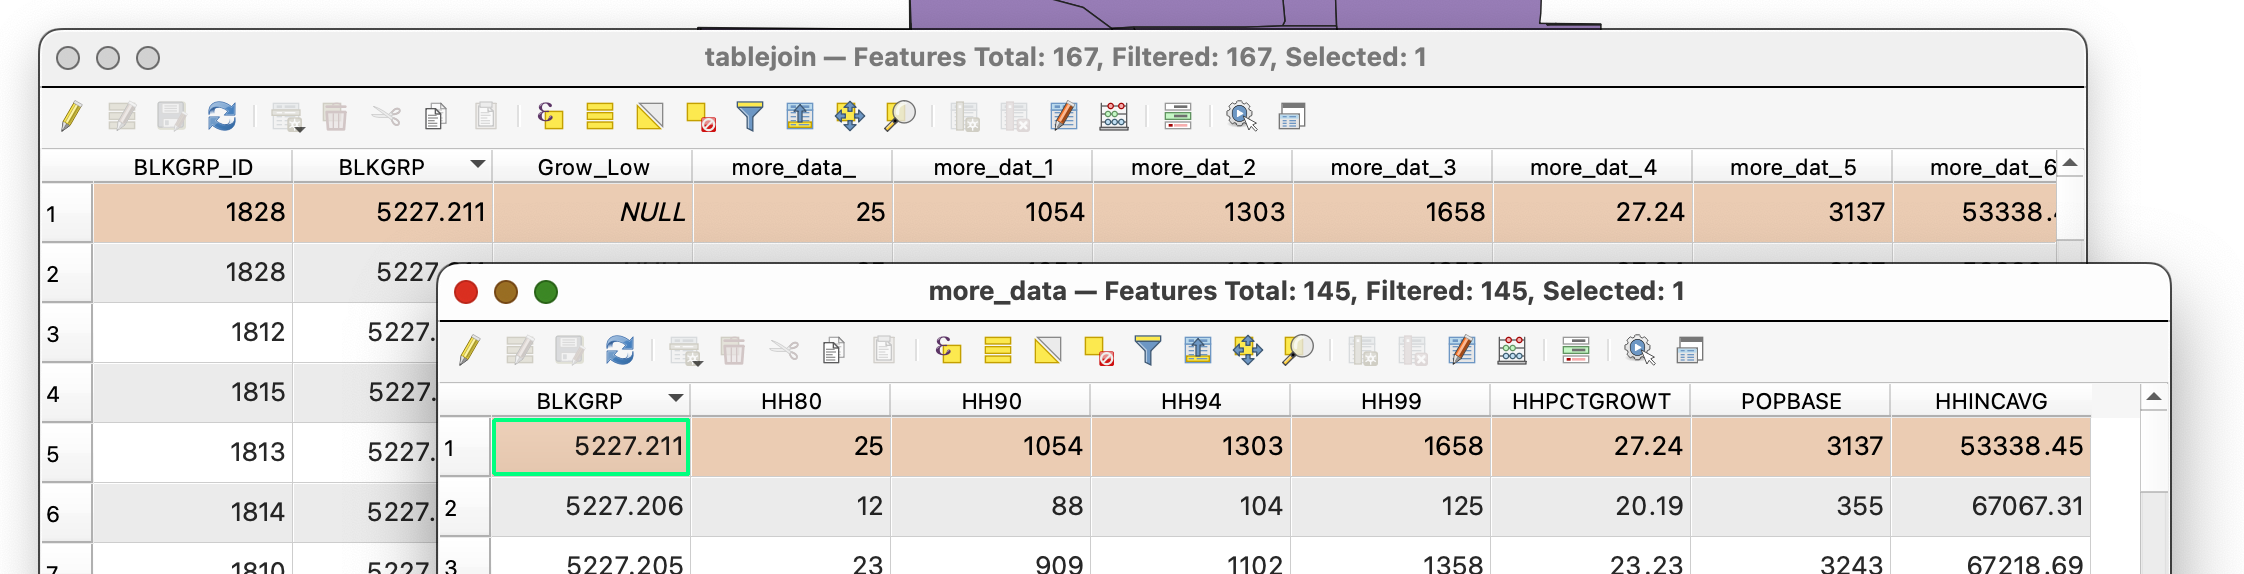 tablejoin — Features Total: 167, Filtered: 167, Selected: 1
BLKGRP_ID BLKGRP Grow_Low more_data_ more_dat_1 more_dat_2 more_dat_3 more_dat_4 more_dat_5 more_dat_6
1 1828 5227.211 NULL 25 1054 1303 1658 27.24 3137 53338.
2 1828 5227
3 1812 5227.
4 1815 5227.
5 1813 5227.
6 1814 5227.
7 1810 5227
more_data — Features Total: 145, Filtered: 145, Selected: 1
BLKGRP HH80 HH90 HH94 HH99 HHPCTGROWT POPBASE HHINCAVG
1 5227.211 25 1054 1303 1658 27.24 3137 53338.45
2 5227.206 12 88 104 125 20.19 355 67067.31
3 5227.205 23 909 1102 1358 23.23 3243 67218.69